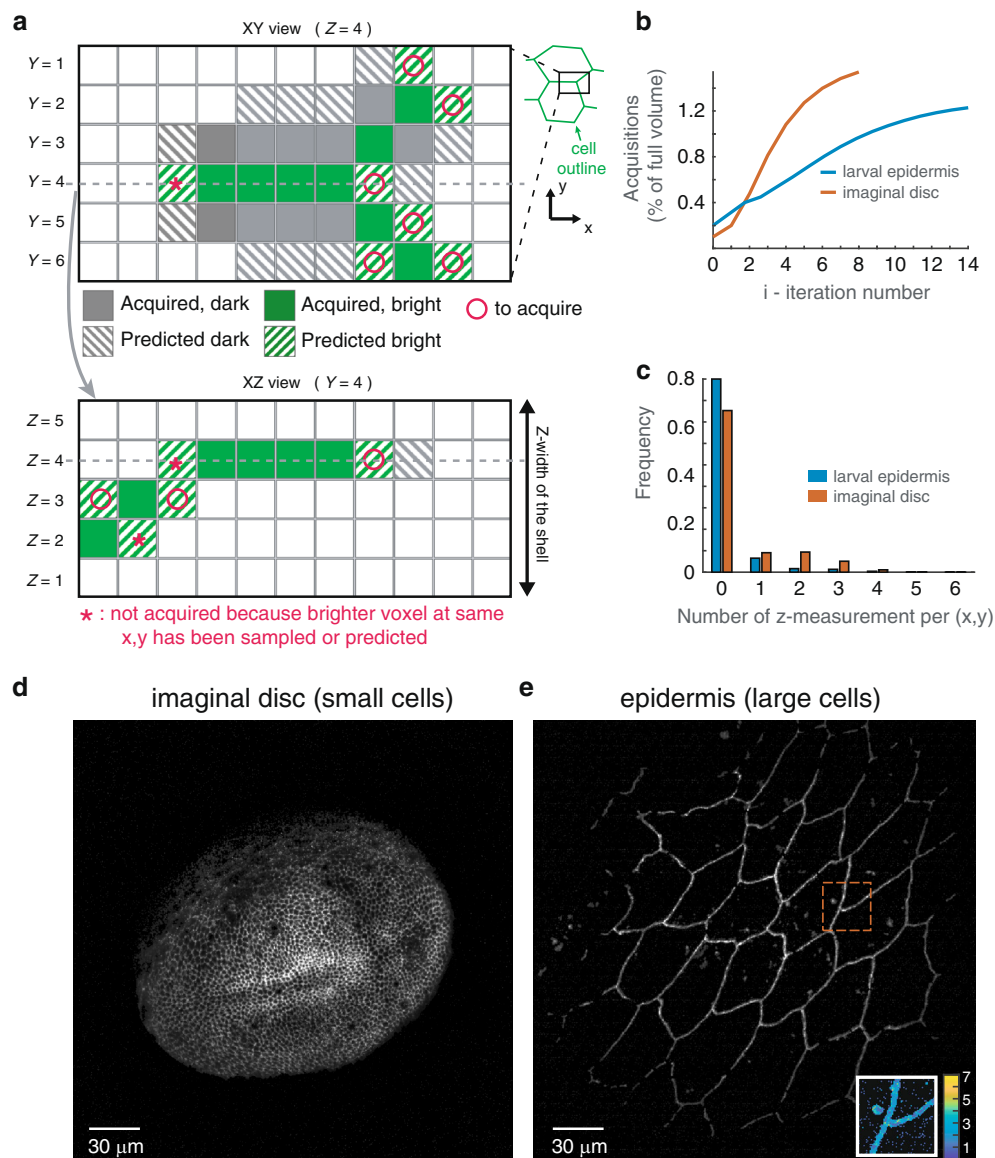 a
XY view ( Z = 4 )
Y = 1
Y = 2
Y = 3
Y = 4
Y = 5
Y = 6
cell
outline
y
x
Acquired, dark
Acquired, bright
to acquire
Predicted dark
Predicted bright
XZ view ( Y = 4 )
Z = 5
Z = 4
Z = 3
Z = 2
Z = 1
Z-width of the shell
* : not acquired because brighter voxel at same
x,y has been sampled or predicted
b
Acquisitions
(% of full volume)
1.2
0.8
0.4
larval epidermis
imaginal disc
0 2 4 6 8 10 12 14
i - iteration number
c
Frequency
0.8
0.6
0.4
0.2
0
larval epidermis
imaginal disc
0 1 2 3 4 5 6
Number of z-measurement per (x,y)
d
imaginal disc (small cells)
30 μm
e
epidermis (large cells)
30 μm
7
5
3
1